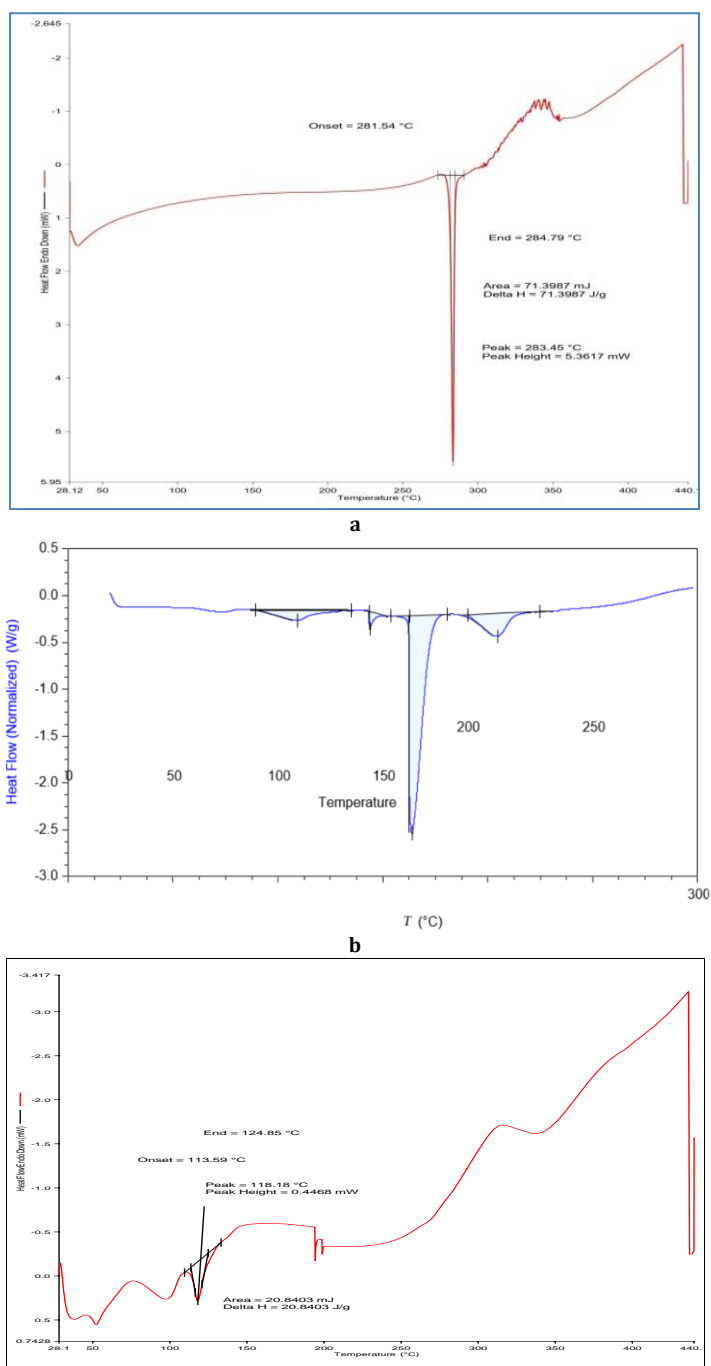 -2.645
-2
-1
0
1
2
3
4
5
5.95
Heat Flow Endo Down (mW)
Onset = 281.54 °C
End = 284.79 °C
Area = 71.3987 mJ
Delta H = 71.3987 J/g
Peak = 283.45 °C
Peak Height = 5.3617 mW
28.12 50 100 150 200 250 300 350 400 440.
Temperature (°C)
a
0.5
0.0
-0.5
-1.0
-1.5
-2.0
-2.5
-3.0
Heat Flow (Normalized) (W/g)
200 250
0 50 100 150
Temperature
300
T (°C)
b
-3.417
-3.0
-2.5
-2.0
-1.5
-1.0
-0.5
0.0
0.5
0.7428
HeatFlowEndoDown(mW)
End = 124.85 °C
Onset = 113.59 °C
Peak = 118.18 °C
Peak Height = 0.4468 mW
Area = 20.8403 mJ
Delta H = 20.8403 J/g
28.1 50 100 150 200 250 300 350 400 440.
Temperature (°C)